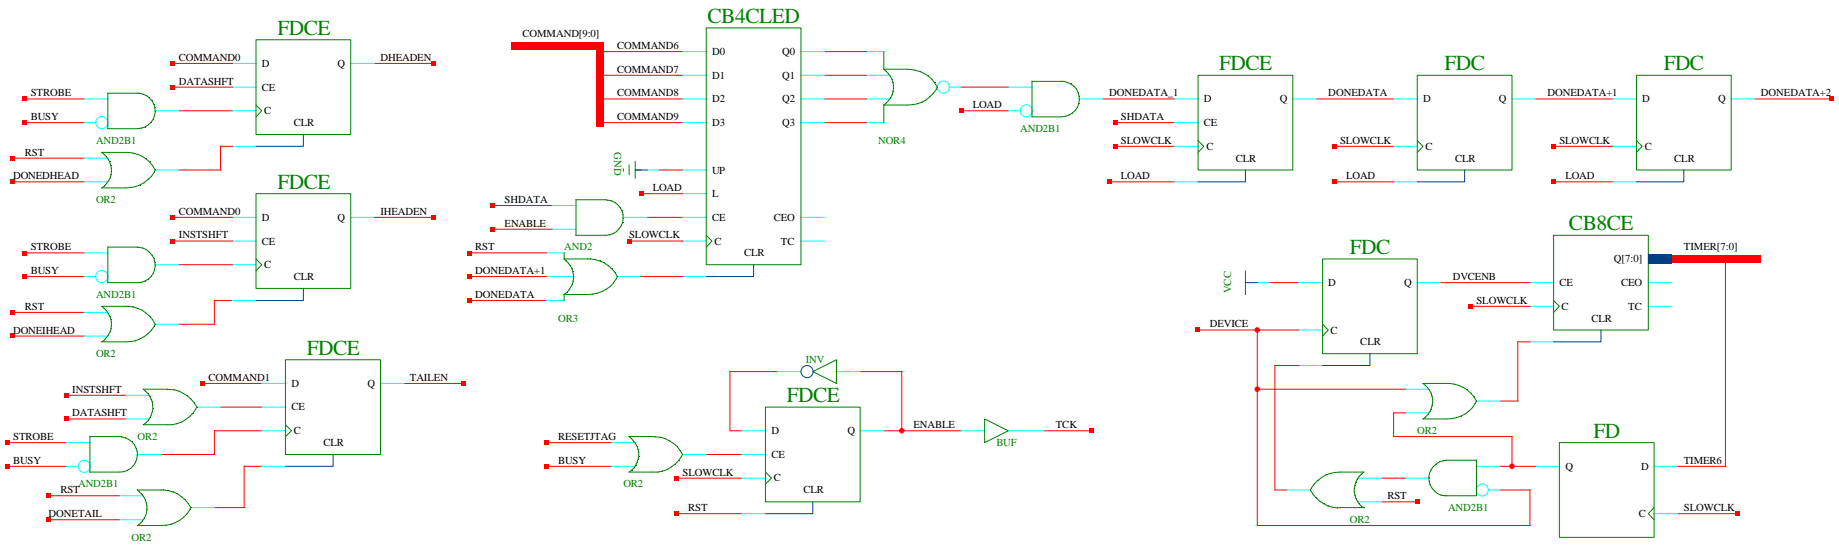 FDCE
COMMAND0
D
Q
DHEADEN
DATASHFT
CE
STROBE
C
BUSY
CLR
AND2B1
RST
DONEDHEAD
OR2
FDCE
COMMAND0
D
Q
IHEADEN
INSTSHFT
CE
STROBE
C
BUSY
CLR
AND2B1
RST
DONEIHEAD
OR2
FDCE
COMMAND1
D
Q
TAILEN
INSTSHFT
CE
DATASHFT
C
OR2
STROBE
CLR
BUSY
AND2B1
RST
DONETAIL
OR2
CB4CLED
COMMAND[9:0]
COMMAND6
D0
Q0
COMMAND7
D1
Q1
COMMAND8
D2
Q2
COMMAND9
D3
Q3
NOR4
GND
UP
LOAD
L
SHDATA
CE
CEO
ENABLE
AND2
SLOWCLK
C
TC
RST
CLR
DONEDATA+1
DONEDATA
OR3
LOAD
AND2B1
FDCE
DONEDATA_1
D
Q
SHDATA
CE
SLOWCLK
C
CLR
LOAD
FDC
DONEDATA
D
Q
SLOWCLK
C
CLR
LOAD
FDC
DONEDATA+1
D
Q
DONEDATA+2
SLOWCLK
C
CLR
LOAD
INV
FDCE
D
Q
ENABLE
TCK
BUF
RESETJTAG
CE
BUSY
OR2
SLOWCLK
C
CLR
RST
FDC
VCC
D
Q
DVCENB
DEVICE
C
CLR
CB8CE
Q[7:0]
TIMER[7:0]
CE
CEO
SLOWCLK
C
TC
CLR
OR2
FD
Q
D
TIMER6
RST
OR2
AND2B1
C
SLOWCLK